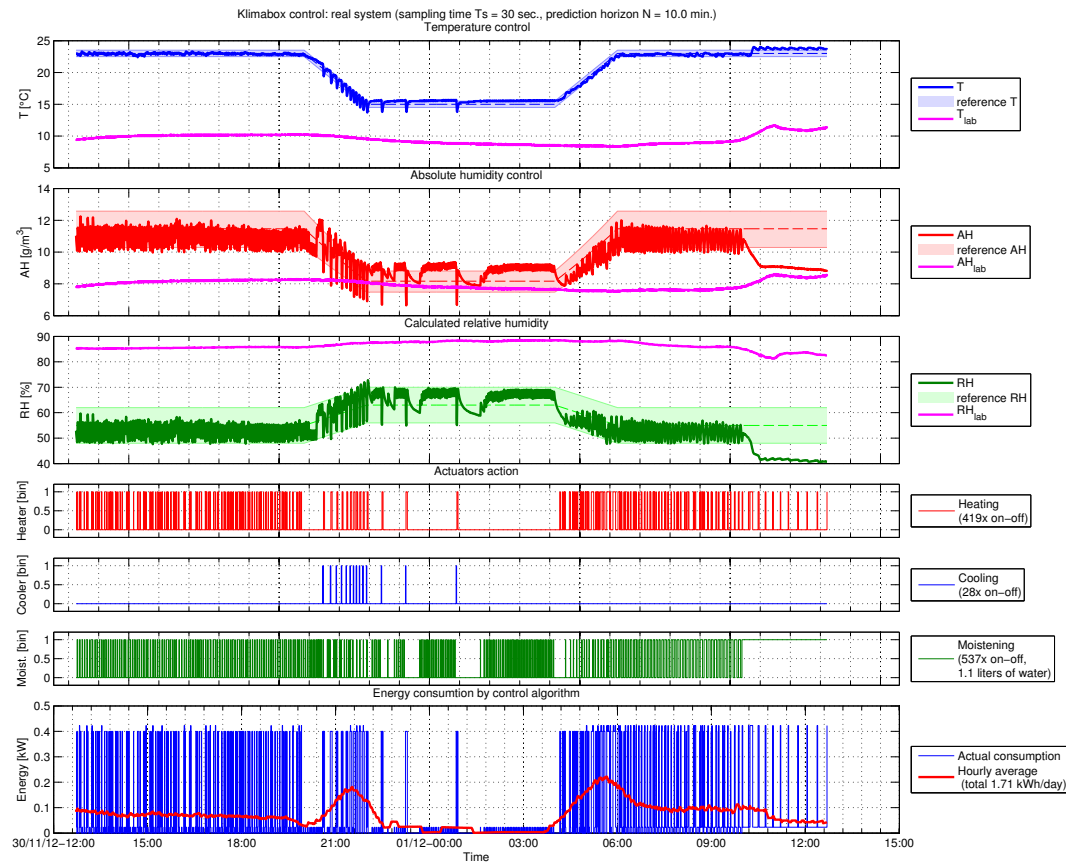 Klimabox control: real system (sampling time Ts = 30 sec., prediction horizon N = 10.0 min.)
Temperature control
25
20
15
10
5
T [°C]
T
reference T
T_lab
Absolute humidity control
14
12
10
8
6
AH [g/m³]
AH
reference AH
AH_lab
Calculated relative humidity
90
80
70
60
50
40
RH [%]
RH
reference RH
RH_lab
Actuators action
1
0.5
0
Heater [bin]
Heating
(419x on−off)
1
0.5
0
Cooler [bin]
Cooling
(28x on−off)
1
0.5
0
Moist. [bin]
Moistening
(537x on−off,
1.1 liters of water)
Energy consumtion by control algorithm
0.5
0.4
0.3
0.2
0.1
0
Energy [kW]
Actual consumption
Hourly average
(total 1.71 kWh/day)
30/11/12−12:00 15:00 18:00 21:00 01/12−00:00 03:00 06:00 09:00 12:00 15:00
Time